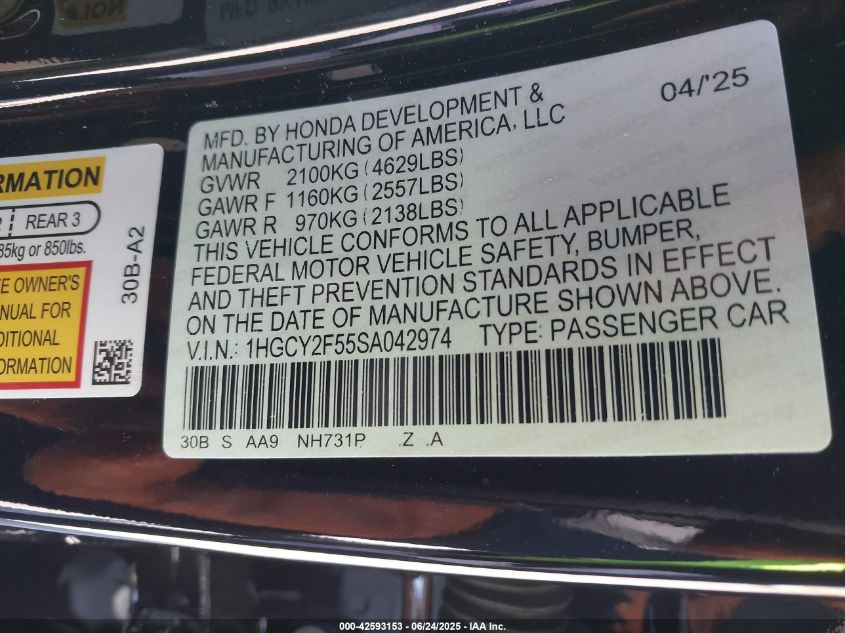 04/'25
MFD. BY HONDA DEVELOPMENT &
MANUFACTURING OF AMERICA, LLC
GVWR 2100KG (4629LBS)
GAWR F 1160KG (2557LBS)
GAWR R 970KG (2138LBS)
THIS VEHICLE CONFORMS TO ALL APPLICABLE
FEDERAL MOTOR VEHICLE SAFETY, BUMPER,
AND THEFT PREVENTION STANDARDS IN EFFECT
ON THE DATE OF MANUFACTURE SHOWN ABOVE.
V.I.N.: 1HGCY2F55SA042974 TYPE: PASSENGER CAR
30B S AA9 NH731P .Z .A
RMATION
REAR 3
85kg or 850lbs.
E OWNER'S
NUAL FOR
DITIONAL
ORMATION
30B-A2
000-42593153 - 06/24/2025 - IAA Inc.